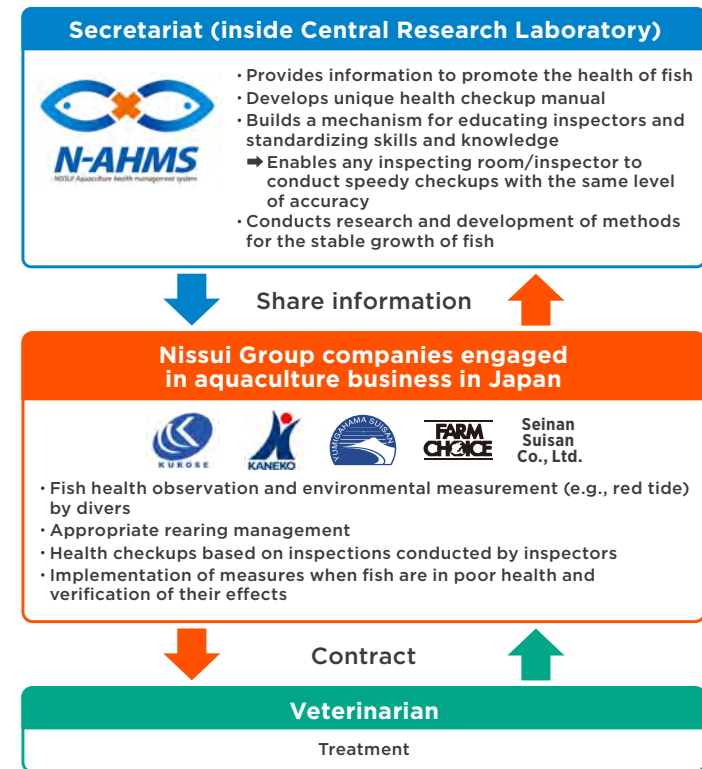 Secretariat (inside Central Research Laboratory)
N-AHMS
NISSUI Aquaculture health management system
・Provides information to promote the health of fish
・Develops unique health checkup manual
・Builds a mechanism for educating inspectors and
standardizing skills and knowledge
➡Enables any inspecting room/inspector to
conduct speedy checkups with the same level
of accuracy
・Conducts research and development of methods
for the stable growth of fish
Share information
Nissui Group companies engaged
in aquaculture business in Japan
KUROSE
KANEKO
YUMIGAHAMA SUISAN
FARM
CHOICE
Seinan
Suisan
Co., Ltd.
・Fish health observation and environmental measurement (e.g., red tide)
by divers
・Appropriate rearing management
・Health checkups based on inspections conducted by inspectors
・Implementation of measures when fish are in poor health and
verification of their effects
Contract
Veterinarian
Treatment